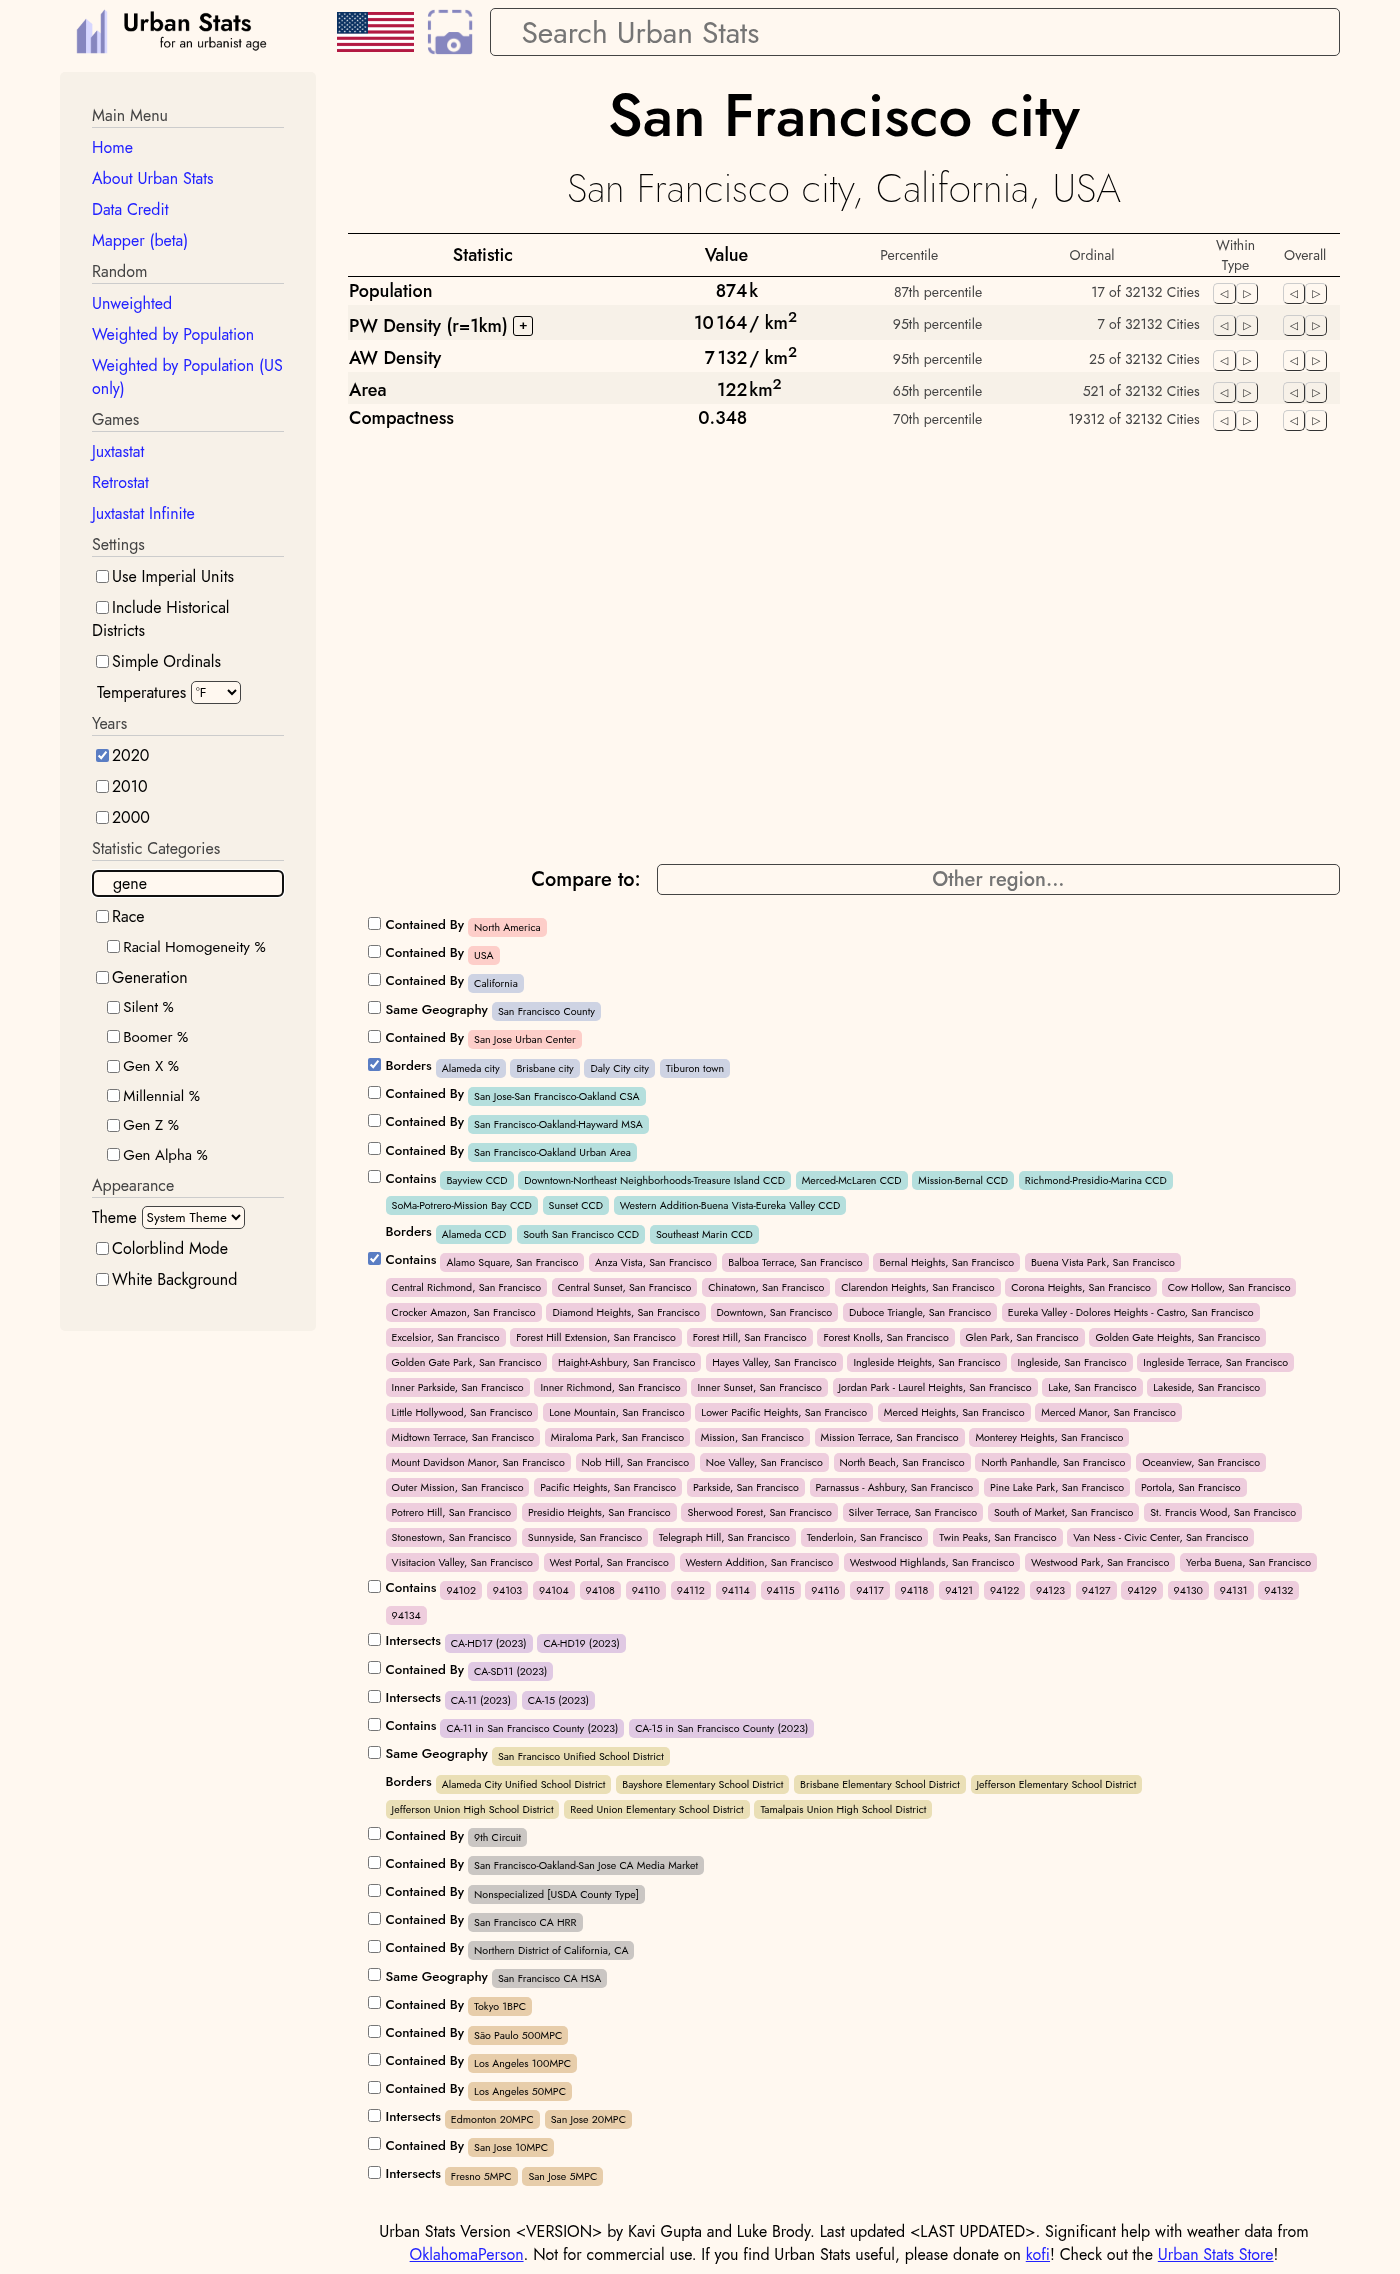 Urban Stats
for an urbanist age
Search Urban Stats
Main Menu
Home
About Urban Stats
Data Credit
Mapper (beta)
Random
Unweighted
Weighted by Population
Weighted by Population (US
only)
Games
Juxtastat
Retrostat
Juxtastat Infinite
Settings
Use Imperial Units
Include Historical
Districts
Simple Ordinals
Temperatures °F
Years
2020
2010
2000
Statistic Categories
gene
Race
Racial Homogeneity %
Generation
Silent %
Boomer %
Gen X %
Millennial %
Gen Z %
Gen Alpha %
Appearance
Theme System Theme
Colorblind Mode
White Background
San Francisco city
San Francisco city, California, USA
Statistic Value Percentile Ordinal Within Type Overall
Population 874k 87th percentile 17 of 32132 Cities ◁ ▷ ◁ ▷
PW Density (r=1km) + 10 164 / km² 95th percentile 7 of 32132 Cities ◁ ▷ ◁ ▷
AW Density 7 132 / km² 95th percentile 25 of 32132 Cities ◁ ▷ ◁ ▷
Area 122 km² 65th percentile 521 of 32132 Cities ◁ ▷ ◁ ▷
Compactness 0.348 70th percentile 19312 of 32132 Cities ◁ ▷ ◁ ▷
Compare to: Other region...
Contained By North America
Contained By USA
Contained By California
Same Geography San Francisco County
Contained By San Jose Urban Center
Borders Alameda city Brisbane city Daly City city Tiburon town
Contained By San Jose-San Francisco-Oakland CSA
Contained By San Francisco-Oakland-Hayward MSA
Contained By San Francisco-Oakland Urban Area
Contains Bayview CCD Downtown-Northeast Neighborhoods-Treasure Island CCD Merced-McLaren CCD Mission-Bernal CCD Richmond-Presidio-Marina CCD
SoMa-Potrero-Mission Bay CCD Sunset CCD Western Addition-Buena Vista-Eureka Valley CCD
Borders Alameda CCD South San Francisco CCD Southeast Marin CCD
Contains Alamo Square, San Francisco Anza Vista, San Francisco Balboa Terrace, San Francisco Bernal Heights, San Francisco Buena Vista Park, San Francisco
Central Richmond, San Francisco Central Sunset, San Francisco Chinatown, San Francisco Clarendon Heights, San Francisco Corona Heights, San Francisco Cow Hollow, San Francisco
Crocker Amazon, San Francisco Diamond Heights, San Francisco Downtown, San Francisco Duboce Triangle, San Francisco Eureka Valley - Dolores Heights - Castro, San Francisco
Excelsior, San Francisco Forest Hill Extension, San Francisco Forest Hill, San Francisco Forest Knolls, San Francisco Glen Park, San Francisco Golden Gate Heights, San Francisco
Golden Gate Park, San Francisco Haight-Ashbury, San Francisco Hayes Valley, San Francisco Ingleside Heights, San Francisco Ingleside, San Francisco Ingleside Terrace, San Francisco
Inner Parkside, San Francisco Inner Richmond, San Francisco Inner Sunset, San Francisco Jordan Park - Laurel Heights, San Francisco Lake, San Francisco Lakeside, San Francisco
Little Hollywood, San Francisco Lone Mountain, San Francisco Lower Pacific Heights, San Francisco Merced Heights, San Francisco Merced Manor, San Francisco
Midtown Terrace, San Francisco Miraloma Park, San Francisco Mission, San Francisco Mission Terrace, San Francisco Monterey Heights, San Francisco
Mount Davidson Manor, San Francisco Nob Hill, San Francisco Noe Valley, San Francisco North Beach, San Francisco North Panhandle, San Francisco Oceanview, San Francisco
Outer Mission, San Francisco Pacific Heights, San Francisco Parkside, San Francisco Parnassus - Ashbury, San Francisco Pine Lake Park, San Francisco Portola, San Francisco
Potrero Hill, San Francisco Presidio Heights, San Francisco Sherwood Forest, San Francisco Silver Terrace, San Francisco South of Market, San Francisco St. Francis Wood, San Francisco
Stonestown, San Francisco Sunnyside, San Francisco Telegraph Hill, San Francisco Tenderloin, San Francisco Twin Peaks, San Francisco Van Ness - Civic Center, San Francisco
Visitacion Valley, San Francisco West Portal, San Francisco Western Addition, San Francisco Westwood Highlands, San Francisco Westwood Park, San Francisco Yerba Buena, San Francisco
Contains 94102 94103 94104 94108 94110 94112 94114 94115 94116 94117 94118 94121 94122 94123 94127 94129 94130 94131 94132
94134
Intersects CA-HD17 (2023) CA-HD19 (2023)
Contained By CA-SD11 (2023)
Intersects CA-11 (2023) CA-15 (2023)
Contains CA-11 in San Francisco County (2023) CA-15 in San Francisco County (2023)
Same Geography San Francisco Unified School District
Borders Alameda City Unified School District Bayshore Elementary School District Brisbane Elementary School District Jefferson Elementary School District
Jefferson Union High School District Reed Union Elementary School District Tamalpais Union High School District
Contained By 9th Circuit
Contained By San Francisco-Oakland-San Jose CA Media Market
Contained By Nonspecialized [USDA County Type]
Contained By San Francisco CA HRR
Contained By Northern District of California, CA
Same Geography San Francisco CA HSA
Contained By Tokyo 1BPC
Contained By São Paulo 500MPC
Contained By Los Angeles 100MPC
Contained By Los Angeles 50MPC
Intersects Edmonton 20MPC San Jose 20MPC
Contained By San Jose 10MPC
Intersects Fresno 5MPC San Jose 5MPC
Urban Stats Version <VERSION> by Kavi Gupta and Luke Brody. Last updated <LAST UPDATED>. Significant help with weather data from
OklahomaPerson. Not for commercial use. If you find Urban Stats useful, please donate on kofi! Check out the Urban Stats Store!